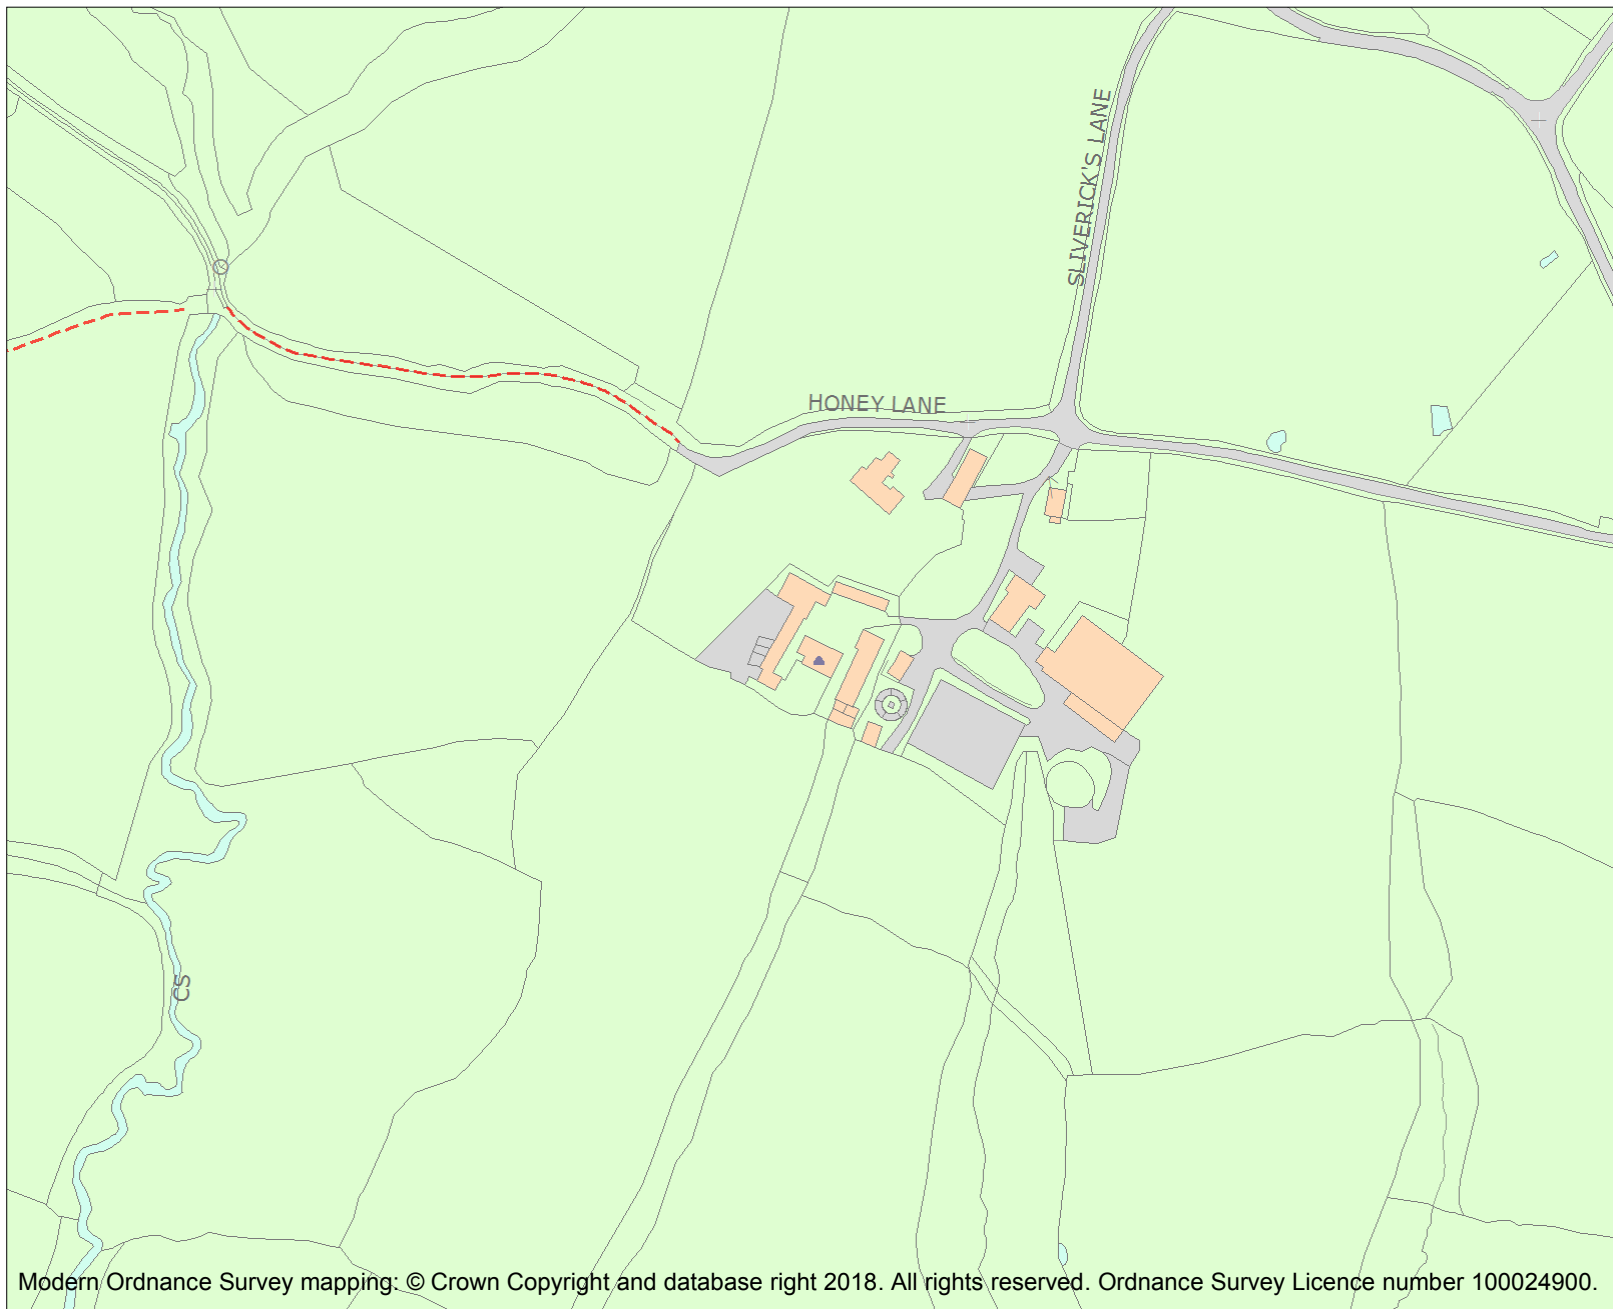 SLIVERICK'S LANE
HONEY LANE
CS
Modern Ordnance Survey mapping: © Crown Copyright and database right 2018. All rights reserved. Ordnance Survey Licence number 100024900.